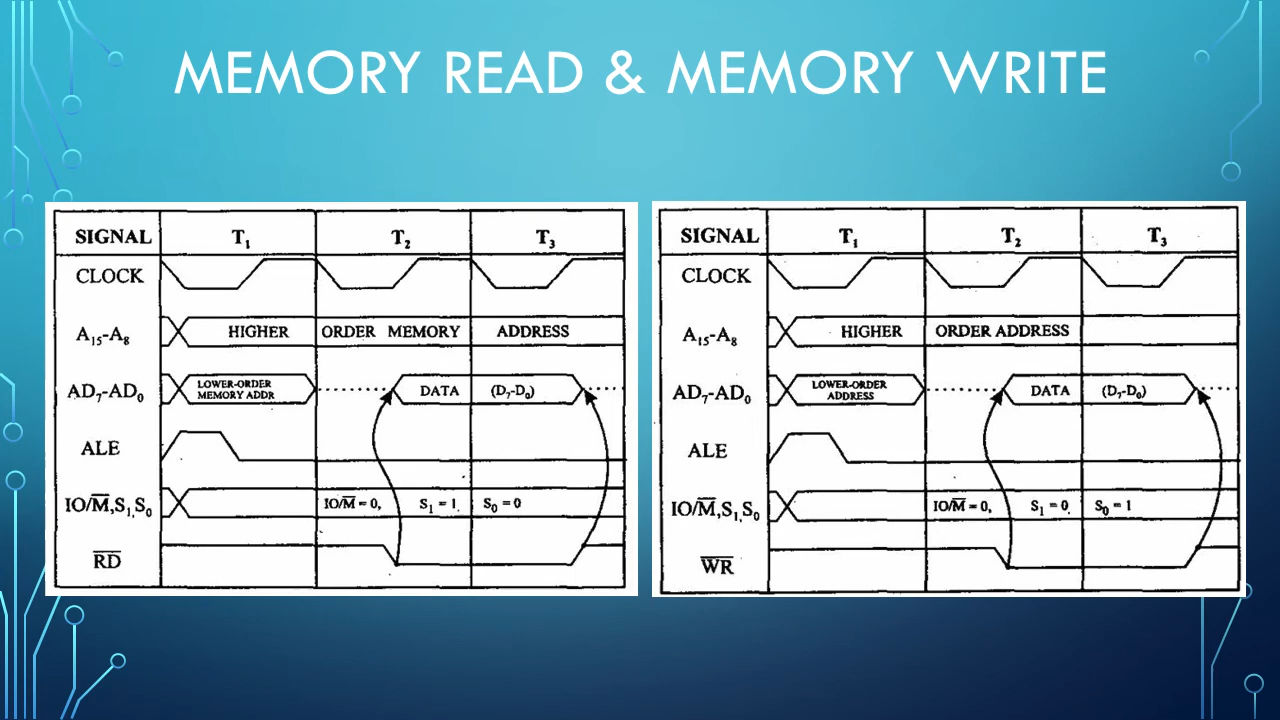 MEMORY READ & MEMORY WRITE
SIGNAL T₁ T₂ T₃
CLOCK
A₁₅-A₈ HIGHER ORDER MEMORY ADDRESS
AD₇-AD₀ LOWER-ORDER MEMORY ADDR DATA (D₇-D₀)
ALE
IO/M̅,S₁,S₀ IO/M̅ = 0, S₁ = 1, S₀ = 0
R̅D̅
SIGNAL T₁ T₂ T₃
CLOCK
A₁₅-A₈ HIGHER ORDER ADDRESS
AD₇-AD₀ LOWER-ORDER ADDRESS DATA (D₇-D₀)
ALE
IO/M̅,S₁,S₀ IO/M̅ = 0, S₁ = 0, S₀ = 1
W̅R̅